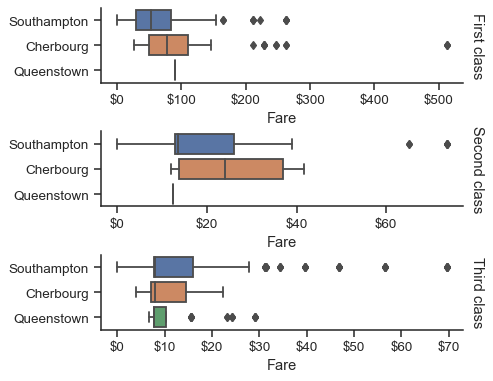 Southampton
Cherbourg
Queenstown
$0 $100 $200 $300 $400 $500
Fare
First class
Southampton
Cherbourg
Queenstown
$0 $20 $40 $60
Fare
Second class
Southampton
Cherbourg
Queenstown
$0 $10 $20 $30 $40 $50 $60 $70
Fare
Third class